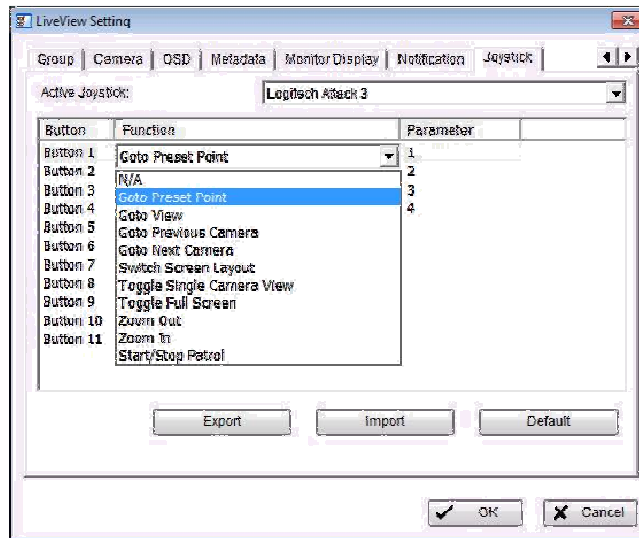 LiveView Setting
Group Camera OSD Metadata Monitor Display Notification Joystick
Active Joystick: Logitech Attack 3
Button Function Parameter
Button 1 Goto Preset Point 1
Button 2 N/A 2
Button 3 Goto Preset Point 3
Button 4 Goto View 4
Button 5 Goto Previous Camera
Button 6 Goto Next Camera
Button 7 Switch Screen Layout
Button 8 Toggle Single Camera View
Button 9 Toggle Full Screen
Button 10 Zoom Out
Button 11 Zoom In
Start/Stop Patrol
Export Import Default
OK Cancel